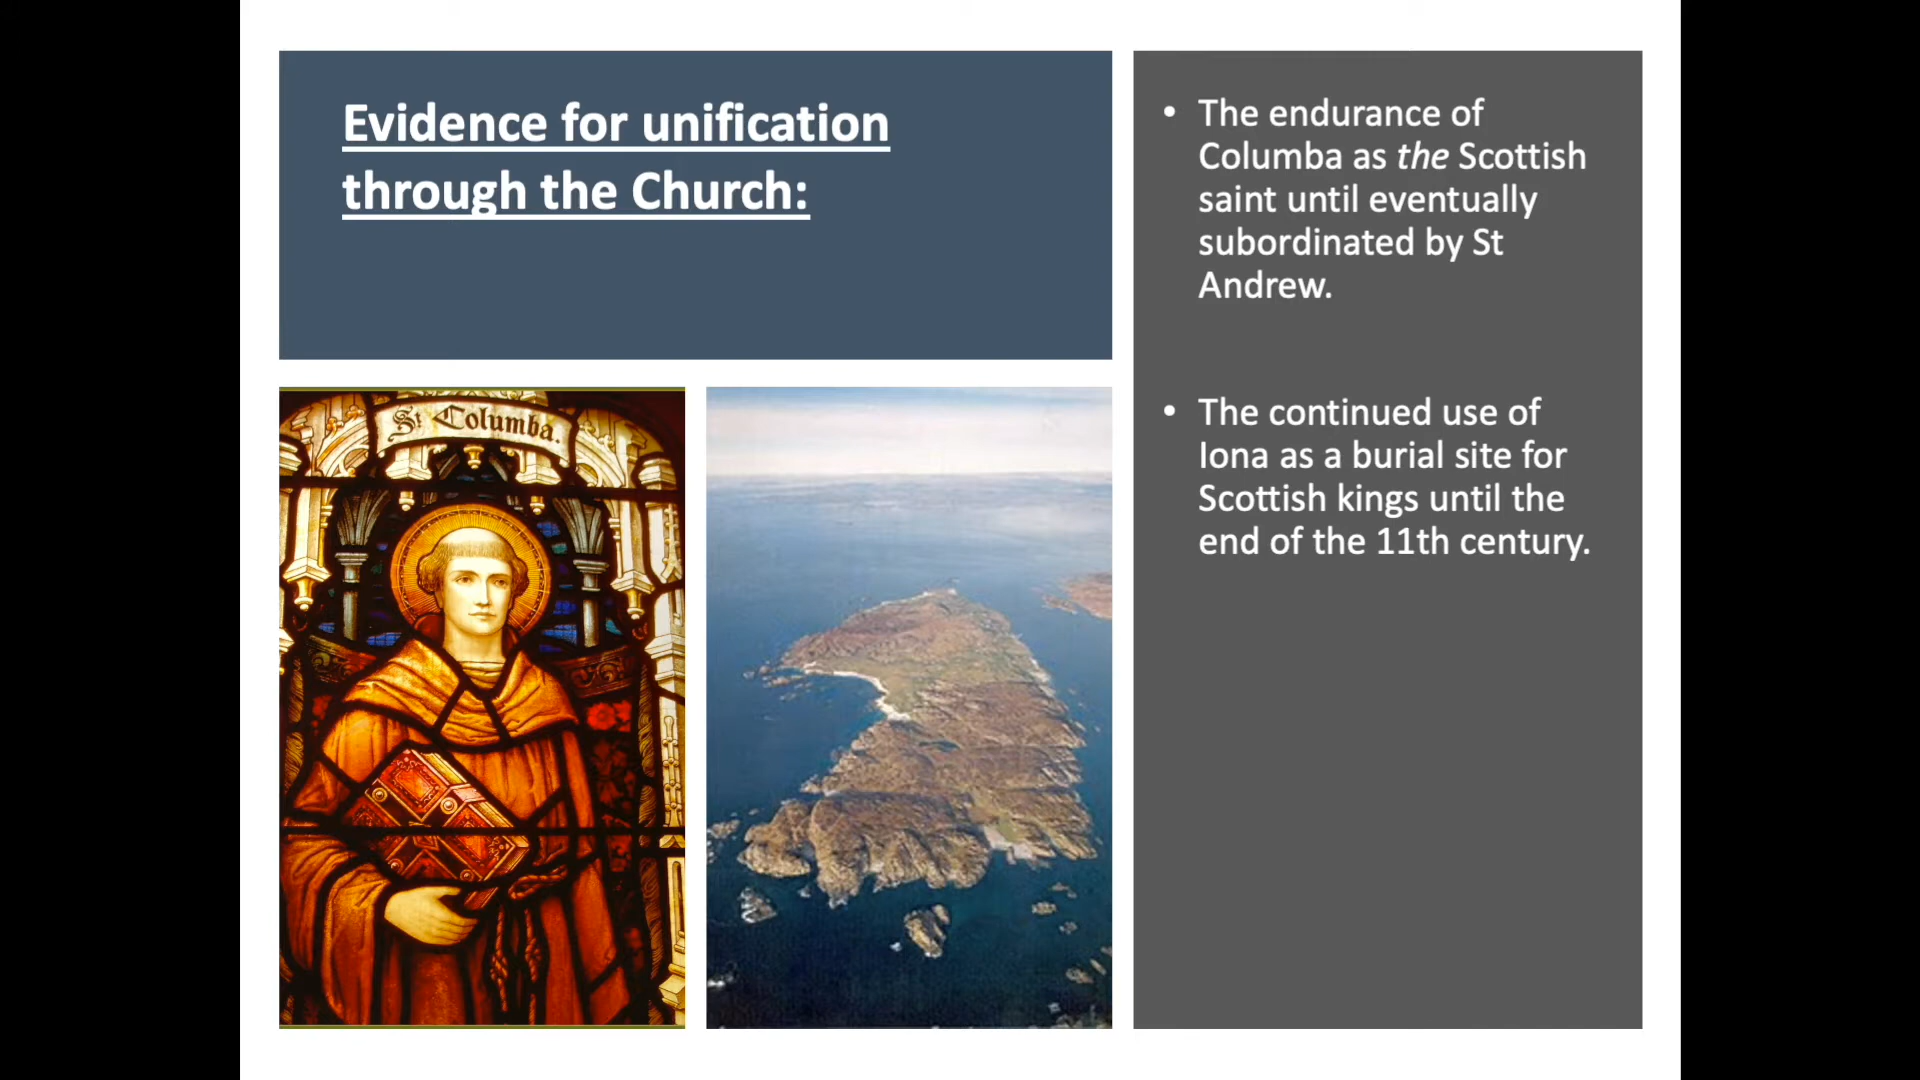 Evidence for unification
through the Church:
St Columba.
• The endurance of
Columba as the Scottish
saint until eventually
subordinated by St
Andrew.
• The continued use of
Iona as a burial site for
Scottish kings until the
end of the 11th century.